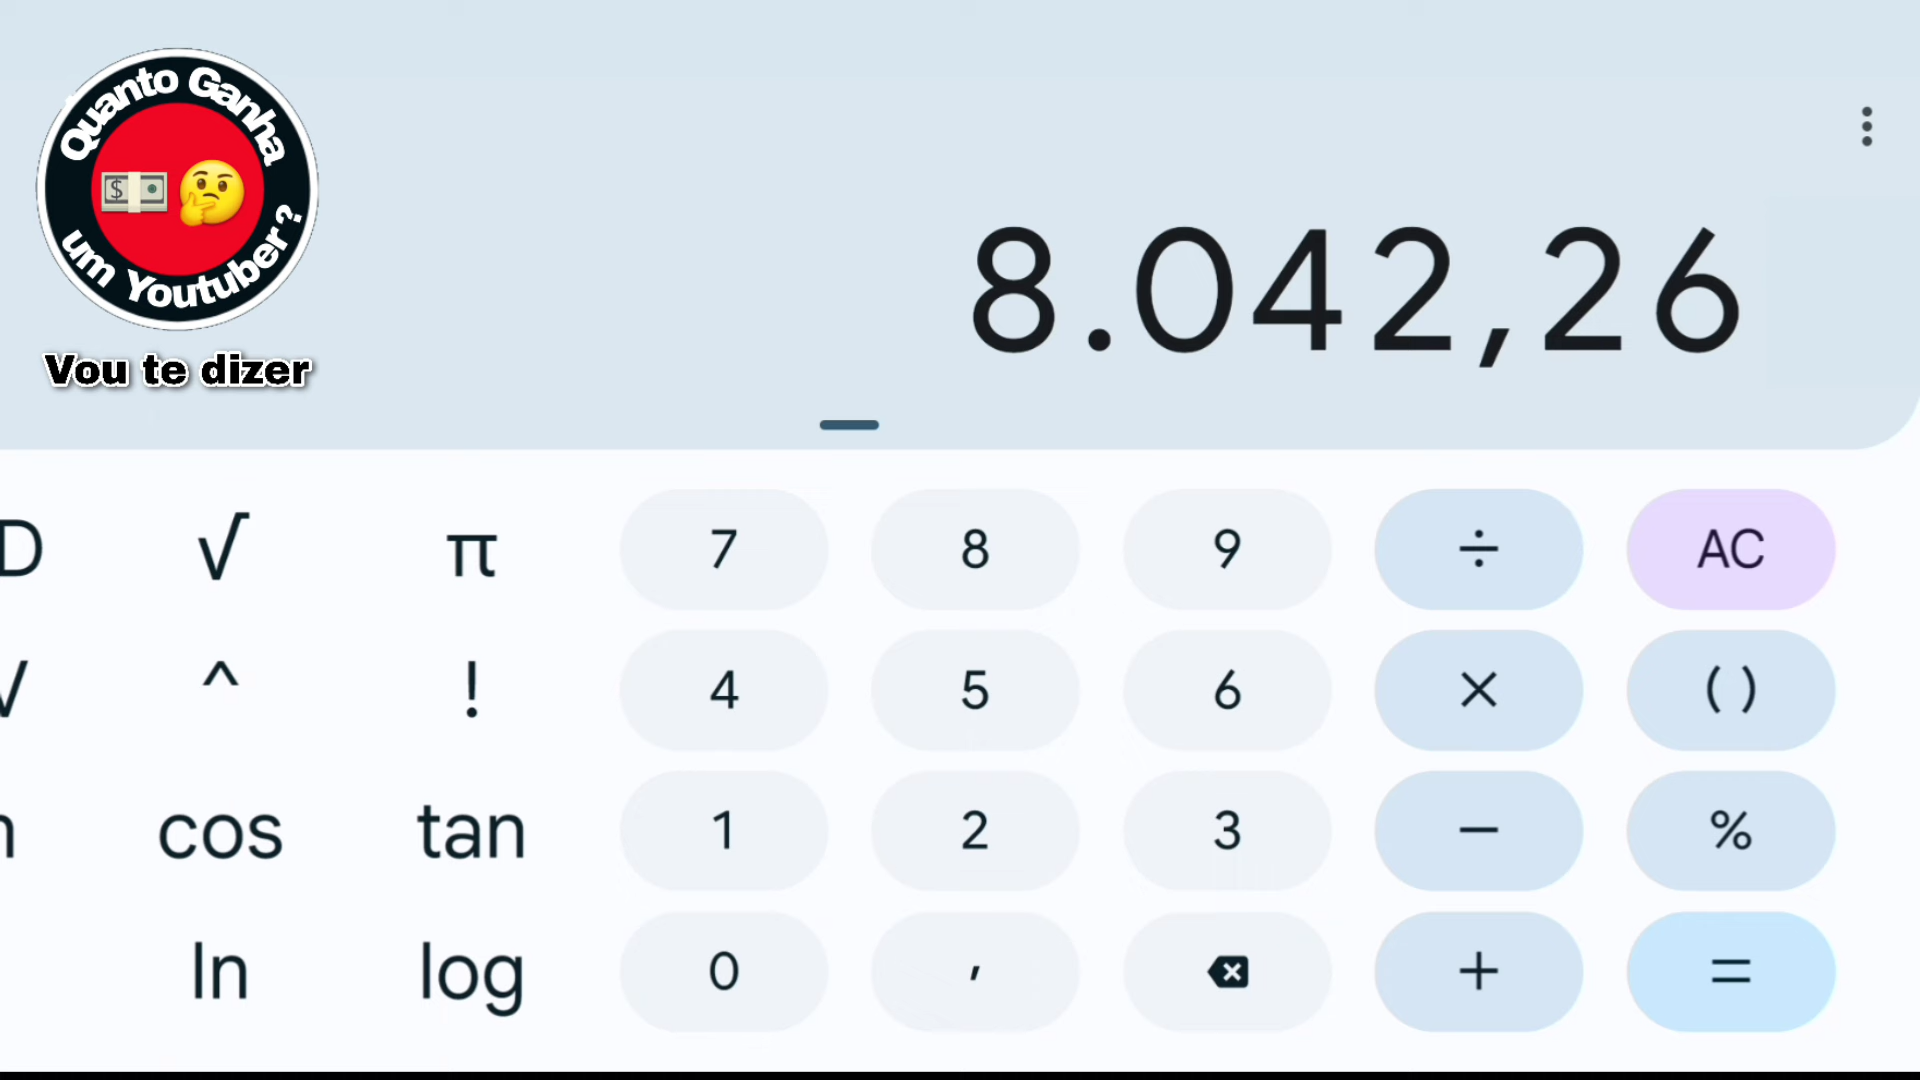 Quanto Ganha
um Youtuber?
Vou te dizer
8.042,26
D √ π 7 8 9 ÷ AC
^ ! 4 5 6 × ( )
cos tan 1 2 3 − %
ln log 0 , + =